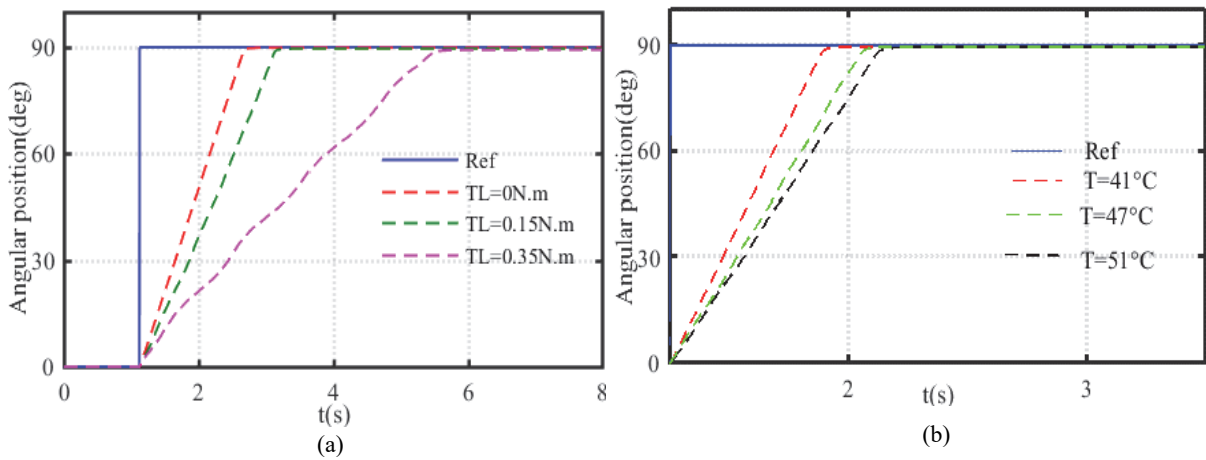 Angular position(deg)
90
60
30
0
0 2 4 6 8
t(s)
Ref
TL=0N.m
TL=0.15N.m
TL=0.35N.m
(a)
Angular position(deg)
90
60
30
0
2 3
t(s)
Ref
T=41°C
T=47°C
T=51°C
(b)